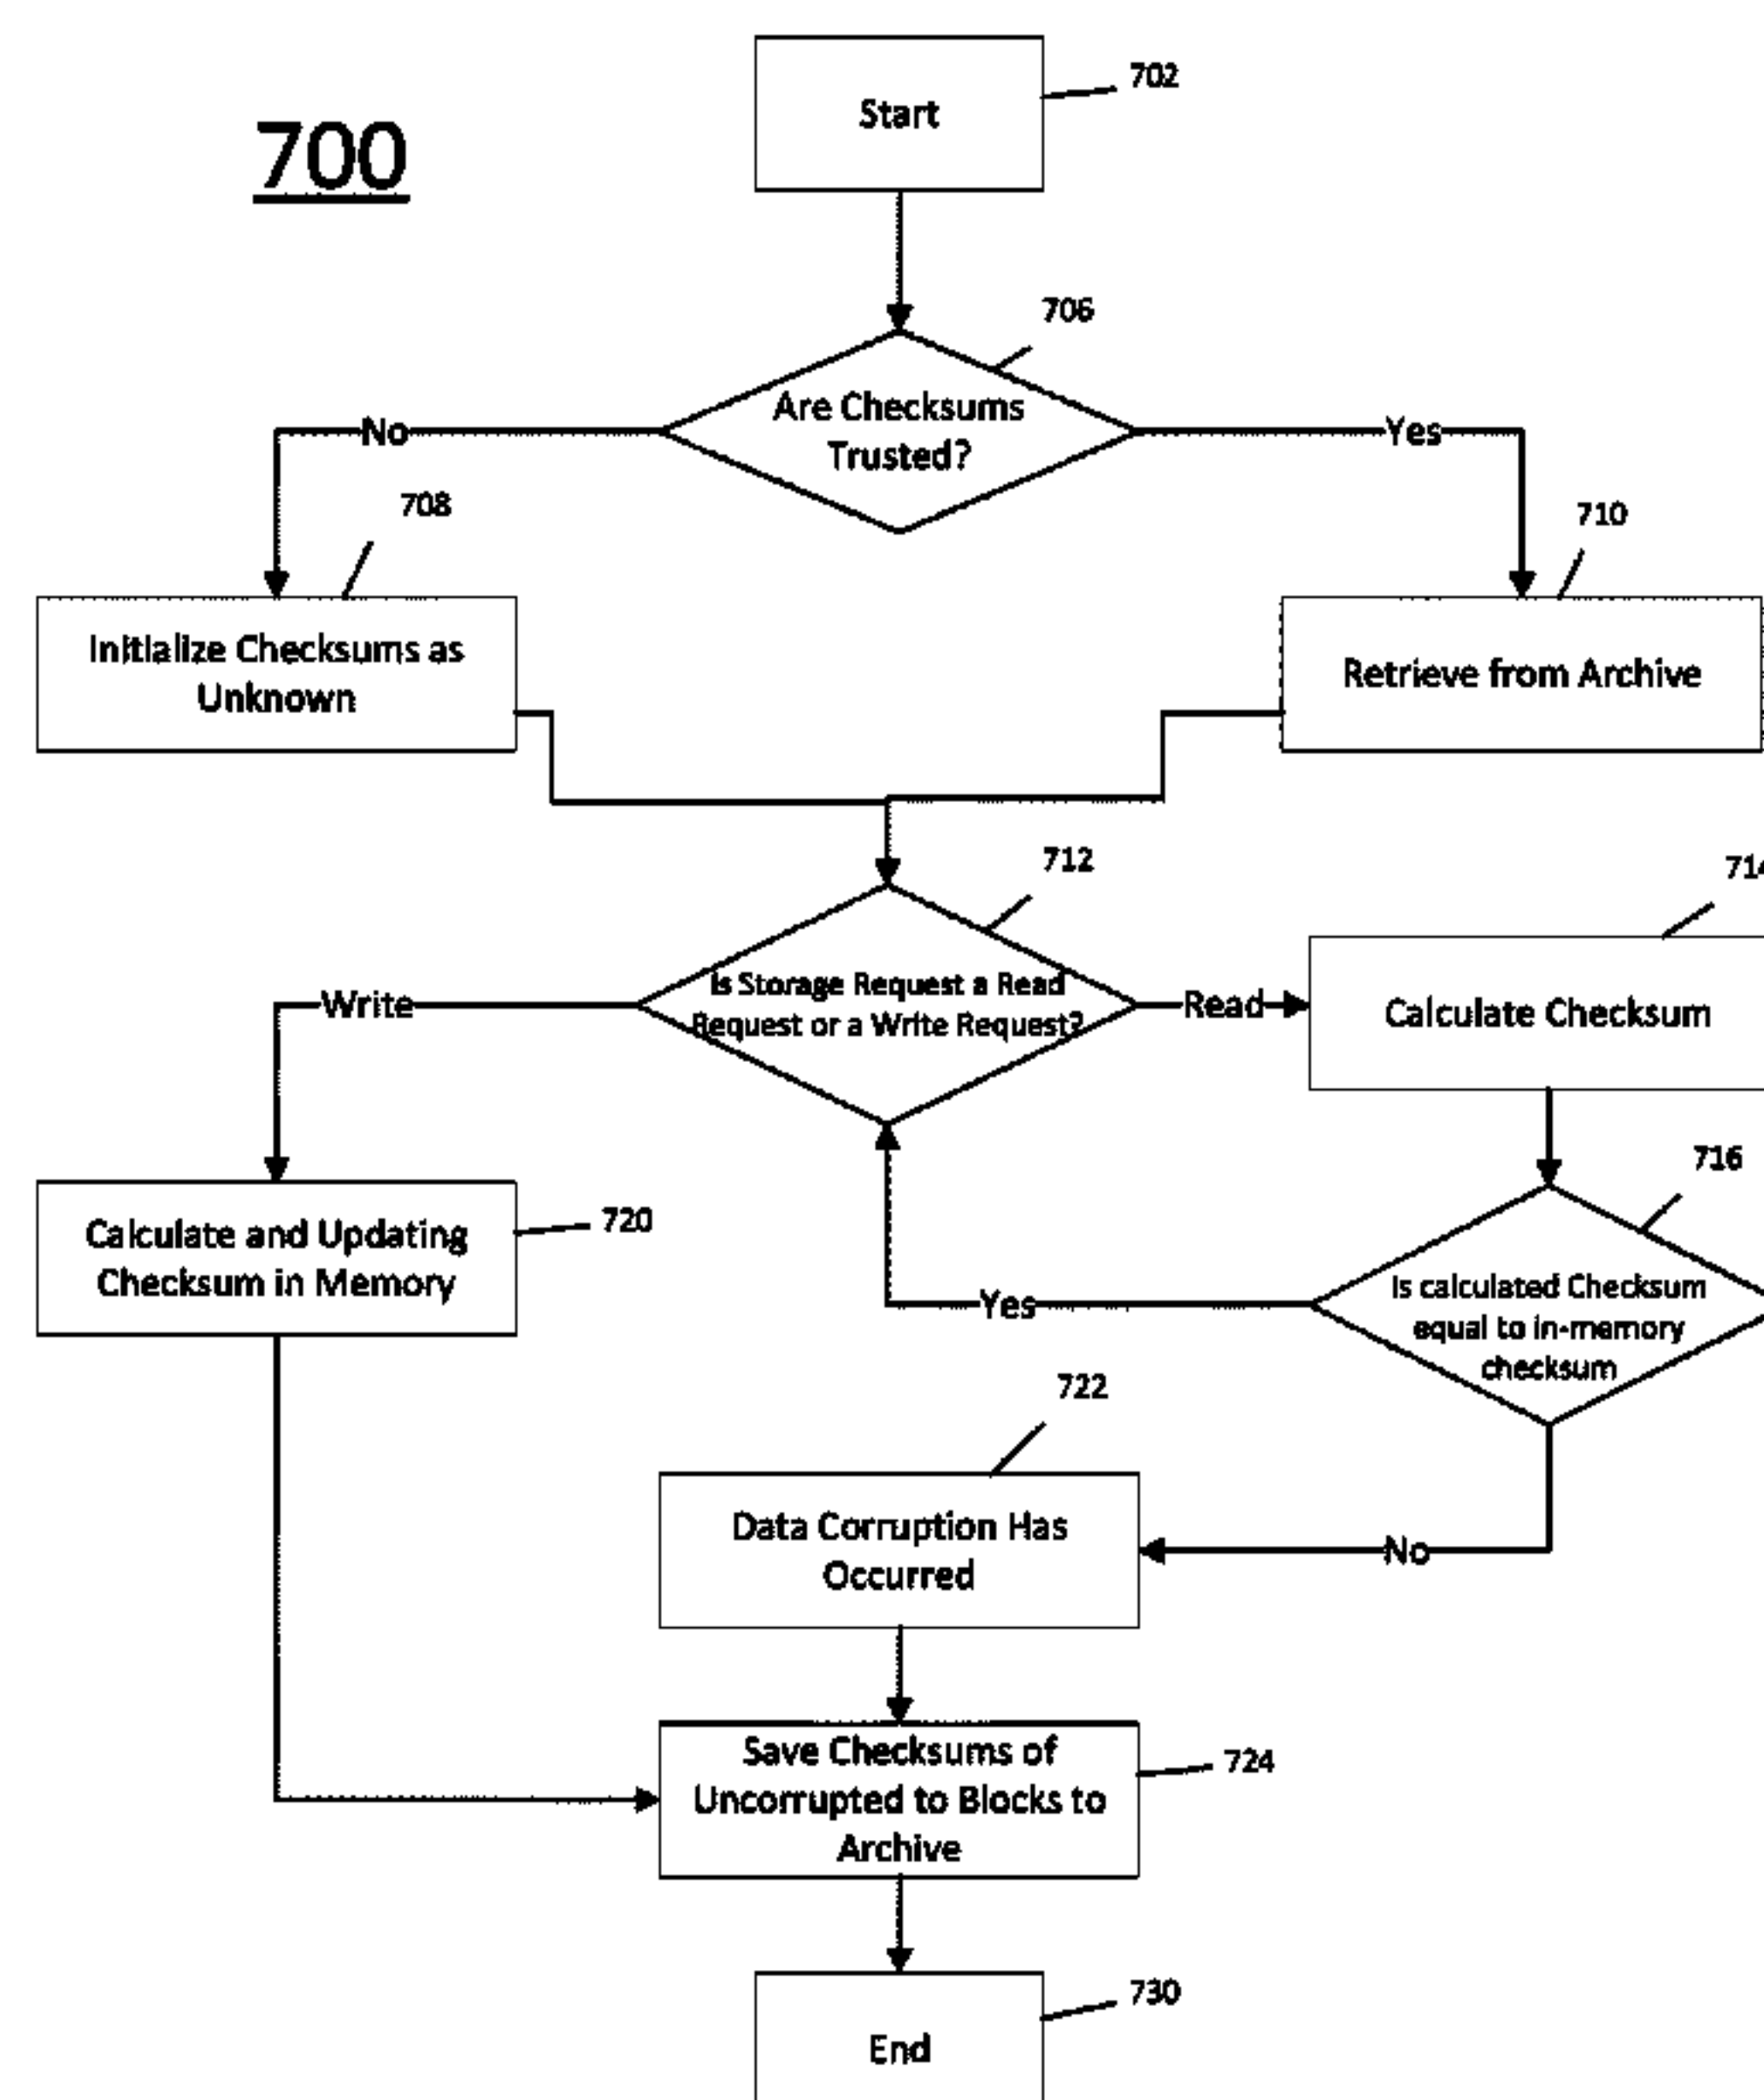 702
Start
700
706
Are Checksums
Trusted?
No
Yes
708
710
Initialize Checksums as
Unknown
Retrieve from Archive
712
714
Is Storage Request a Read
Request or a Write Request?
Write
Read
Calculate Checksum
716
Calculate and Updating
Checksum in Memory
720
Is calculated Checksum
equal to in-memory
checksum
Yes
722
Data Corruption Has
Occurred
No
Save Checksums of
Uncorrupted to Blocks to
Archive
724
730
End